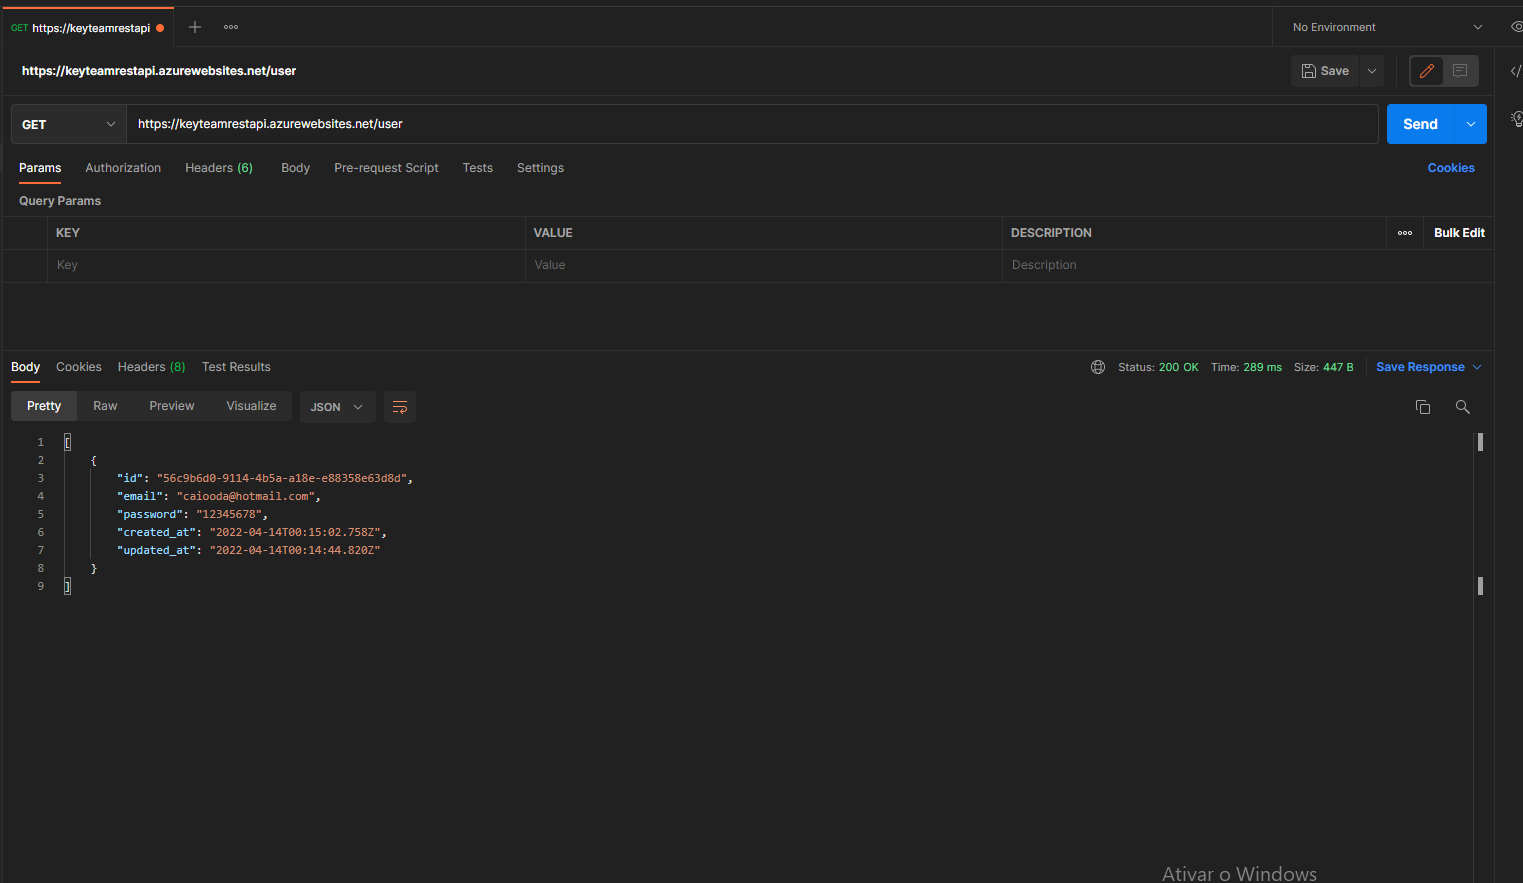 GET https://keyteamrestapi
No Environment
https://keyteamrestapi.azurewebsites.net/user
Save
GET https://keyteamrestapi.azurewebsites.net/user Send
Params Authorization Headers (6) Body Pre-request Script Tests Settings Cookies
Query Params
KEY VALUE DESCRIPTION Bulk Edit
Key Value Description
Body Cookies Headers (8) Test Results Status: 200 OK Time: 289 ms Size: 447 B Save Response
Pretty Raw Preview Visualize JSON
1 [
2 {
3 "id": "56c9b6d0-9114-4b5a-a18e-e88358e63d8d",
4 "email": "caiooda@hotmail.com",
5 "password": "12345678",
6 "created_at": "2022-04-14T00:15:02.758Z",
7 "updated_at": "2022-04-14T00:14:44.820Z"
8 }
9 ]
Ativar o Windows